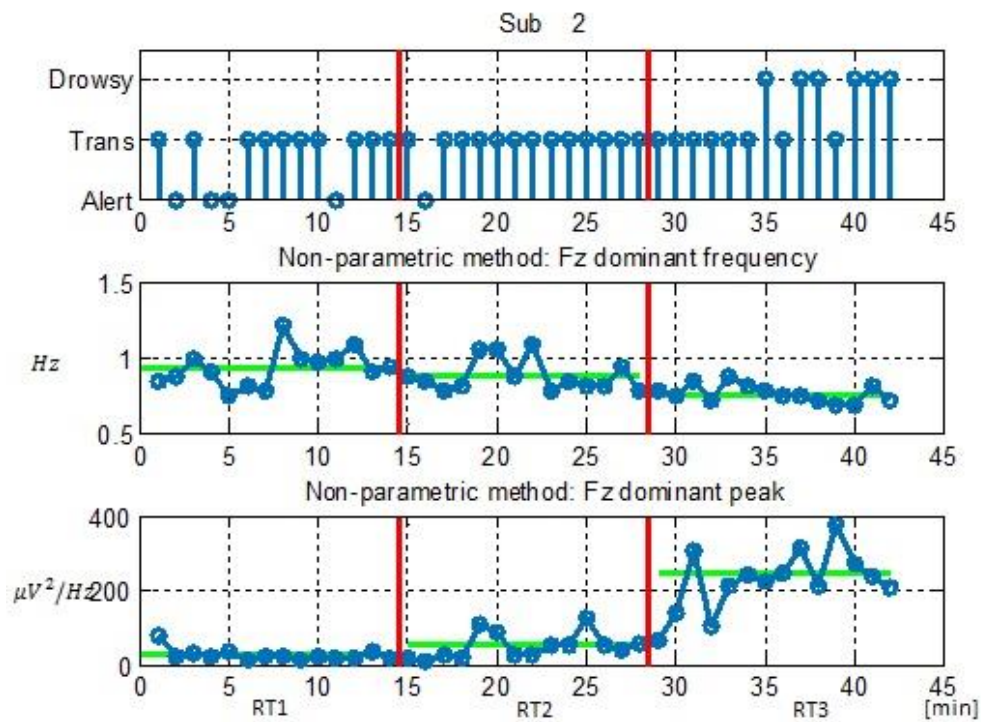 Sub 2
Drowsy
Trans
Alert
0 5 10 15 20 25 30 35 40 45
Non-parametric method: Fz dominant frequency
1.5
Hz
1
0.5
0 5 10 15 20 25 30 35 40 45
Non-parametric method: Fz dominant peak
400
μV²/Hz
200
0
0 5 10 15 20 25 30 35 40 45
RT1 RT2 RT3 [min]